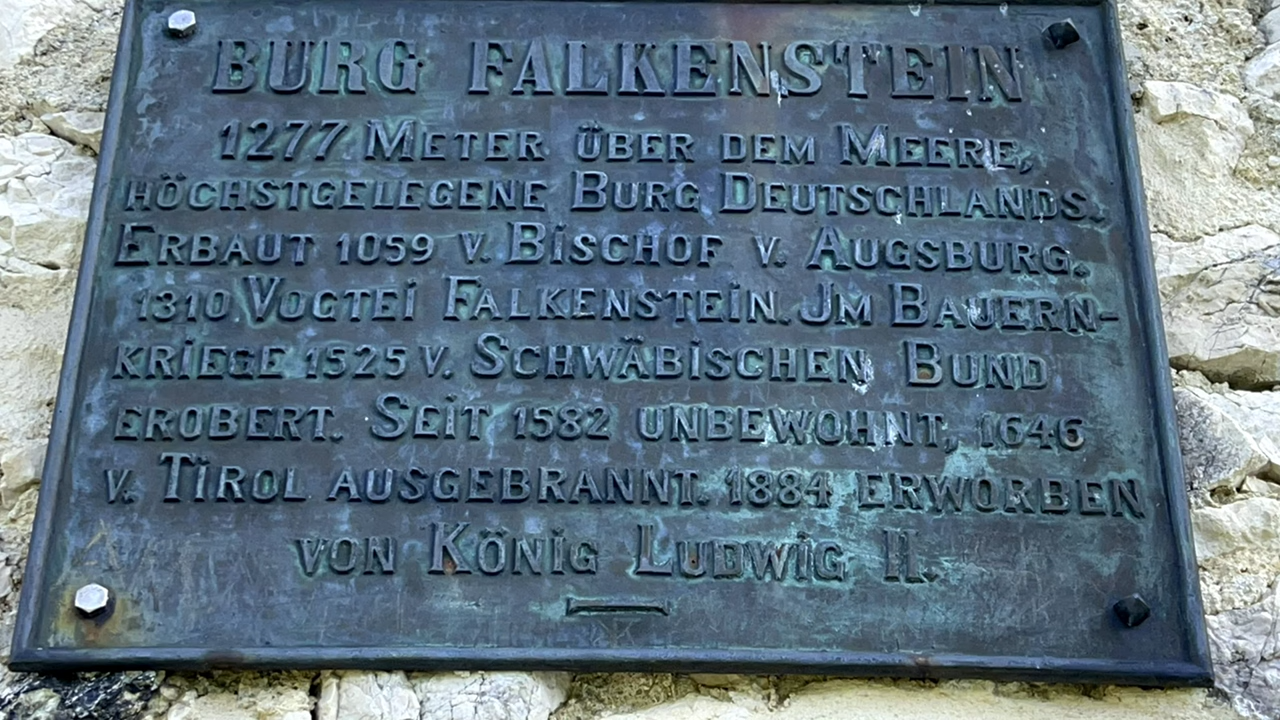 BURG FALKENSTEIN
1277 METER ÜBER DEM MEERE,
HÖCHSTGELEGENE BURG DEUTSCHLANDS.
ERBAUT 1059 V. BISCHOF V. AUGSBURG.
1310 VOGTEI FALKENSTEIN. JM BAUERN-
KRIEGE 1525 V. SCHWÄBISCHEN BUND
EROBERT. SEIT 1582 UNBEWOHNT, 1646
V. TIROL AUSGEBRANNT. 1884 ERWORBEN
VON KÖNIG LUDWIG II.